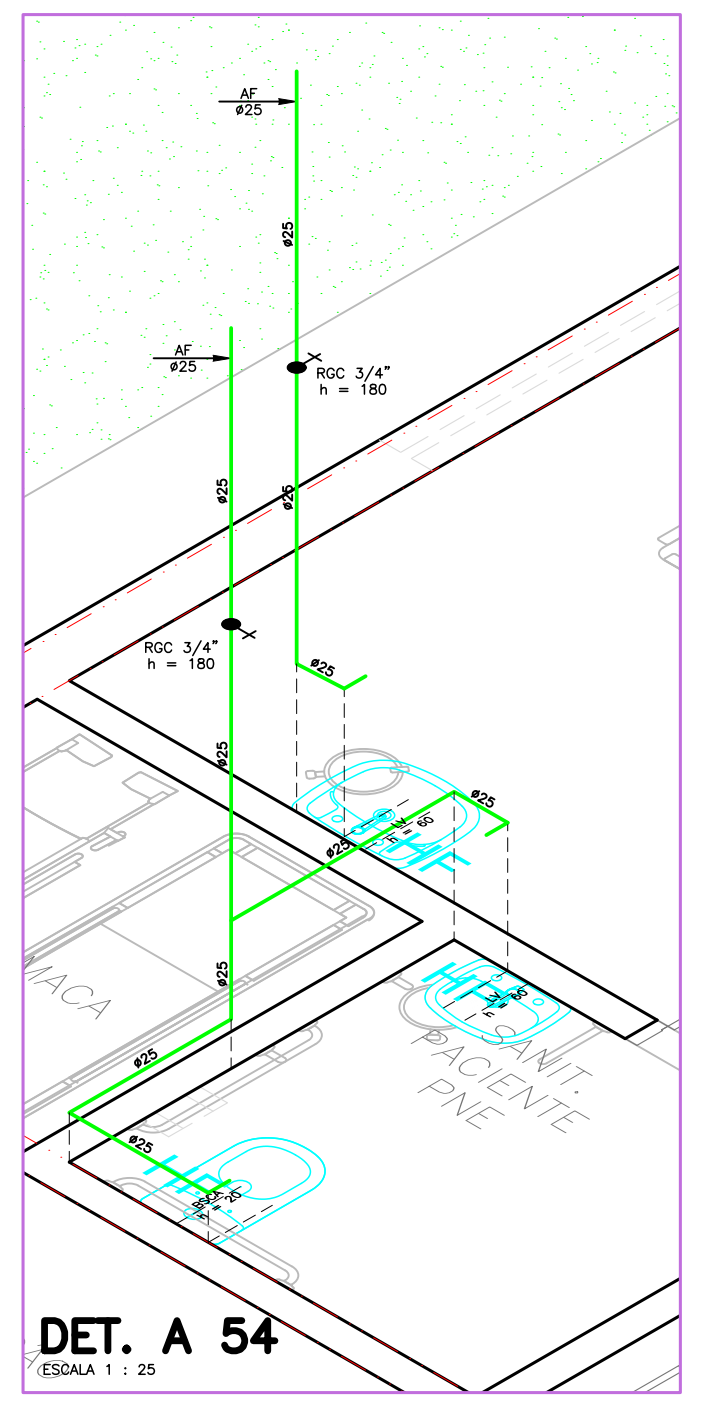 AF
ø25
ø25
AF
ø25
RGC 3/4"
h = 180
ø25
ø25
RGC 3/4"
h = 180
ø25
ø25
ø25
LV
h = 60
ø25
ø25
MACA
LV
h = 60
SANIT.
PACIENTE
PNE
ø25
ø25
BSCA
h = 20
DET. A 54
ESCALA 1 : 25